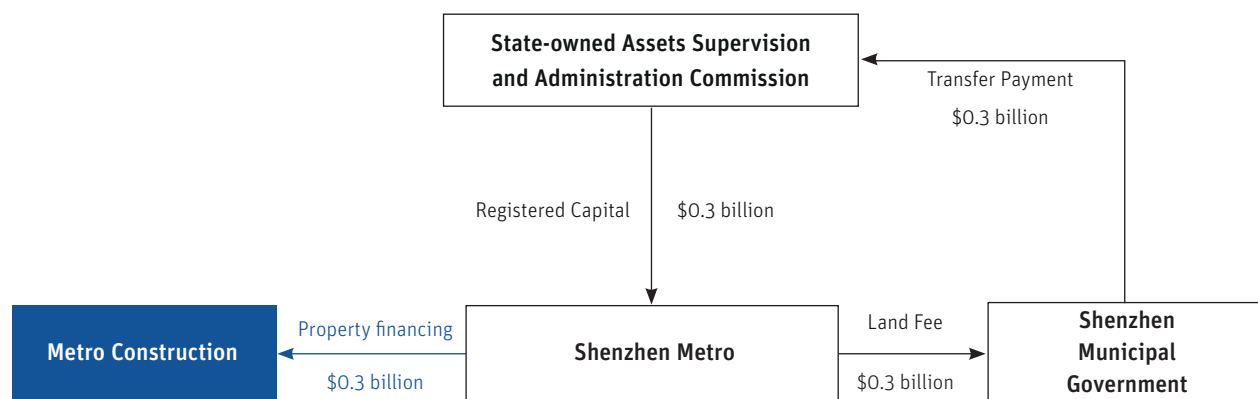 State-owned Assets Supervision
and Administration Commission
Transfer Payment
$0.3 billion
Registered Capital
$0.3 billion
Metro Construction
Property financing
$0.3 billion
Shenzhen Metro
Land Fee
$0.3 billion
Shenzhen
Municipal
Government